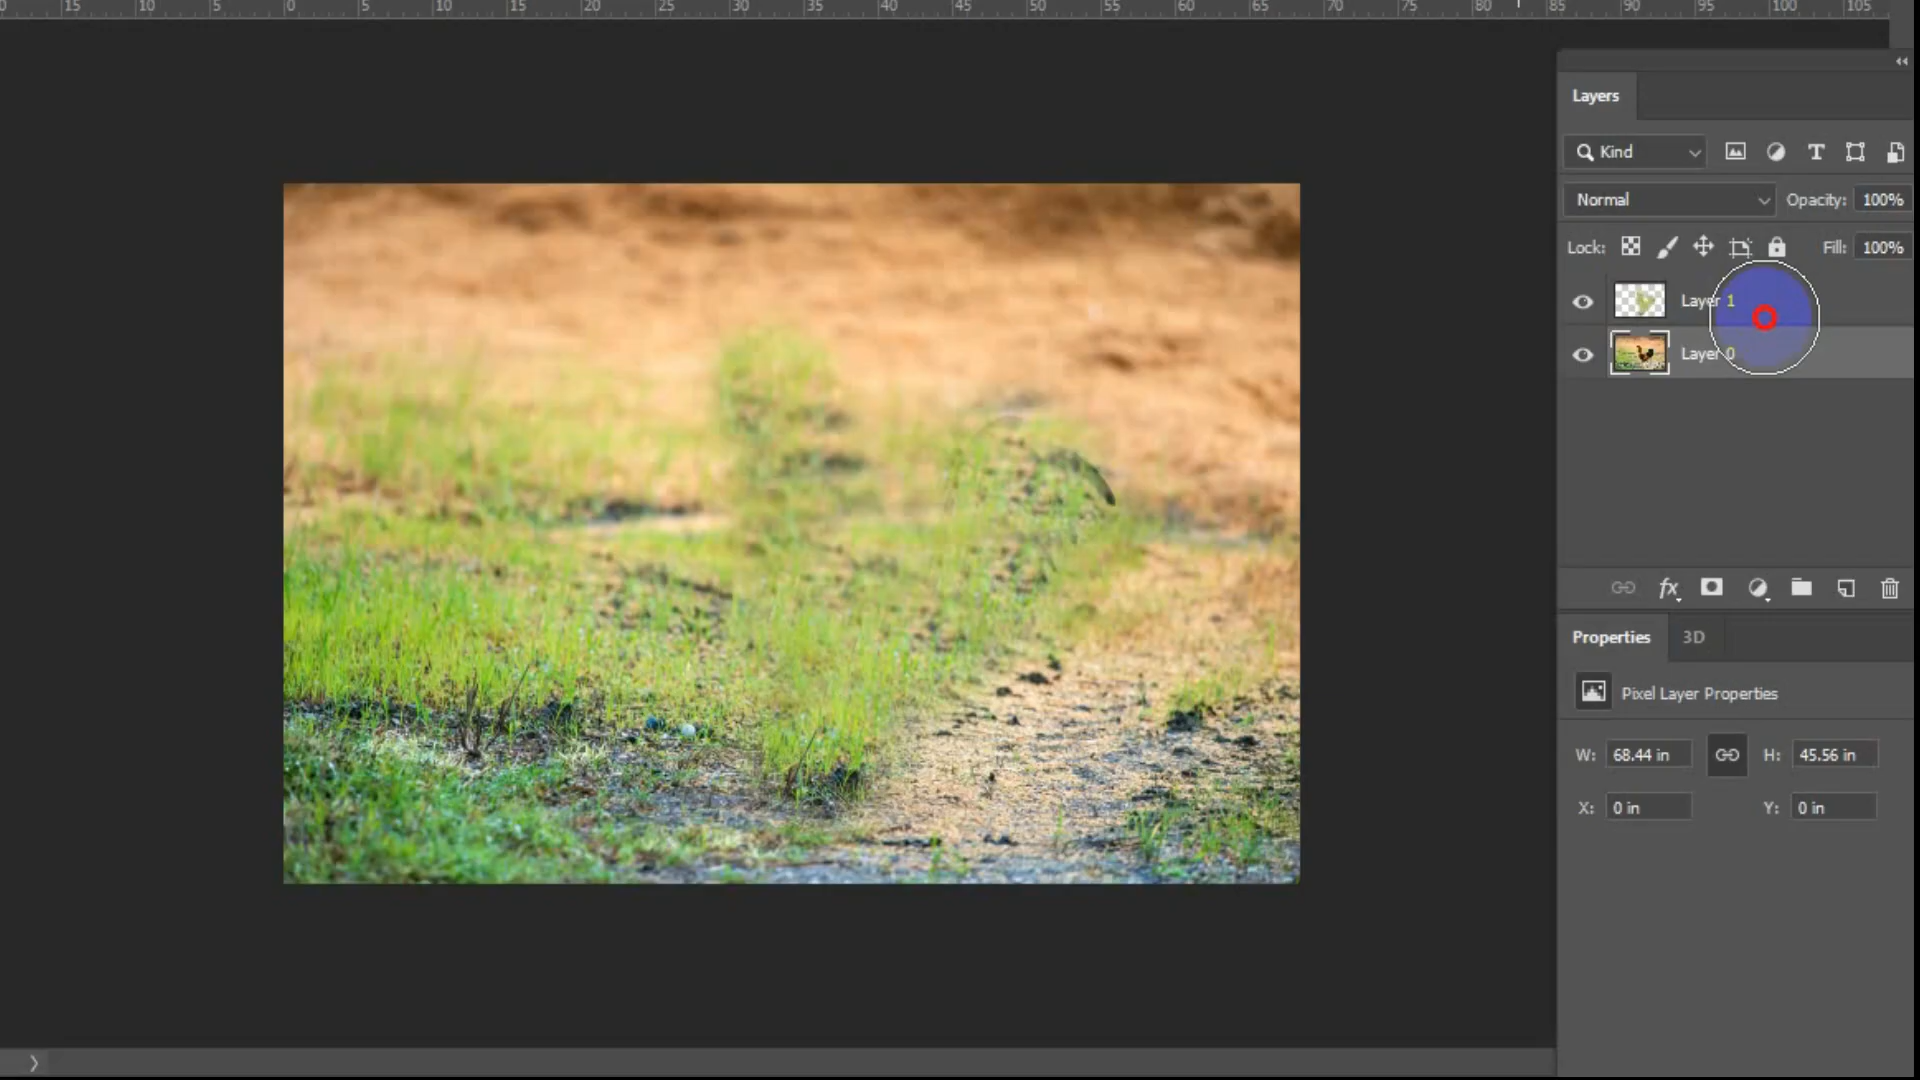 15 10 5 0 5 10 15 20 25 30 35 40 45 50 55 60 65 70 75 80 85 90 95 100 105
Layers
Kind
Normal Opacity: 100%
Lock: Fill: 100%
Layer 1
Layer 0
fx
Properties 3D
Pixel Layer Properties
W: 68.44 in H: 45.56 in
X: 0 in Y: 0 in